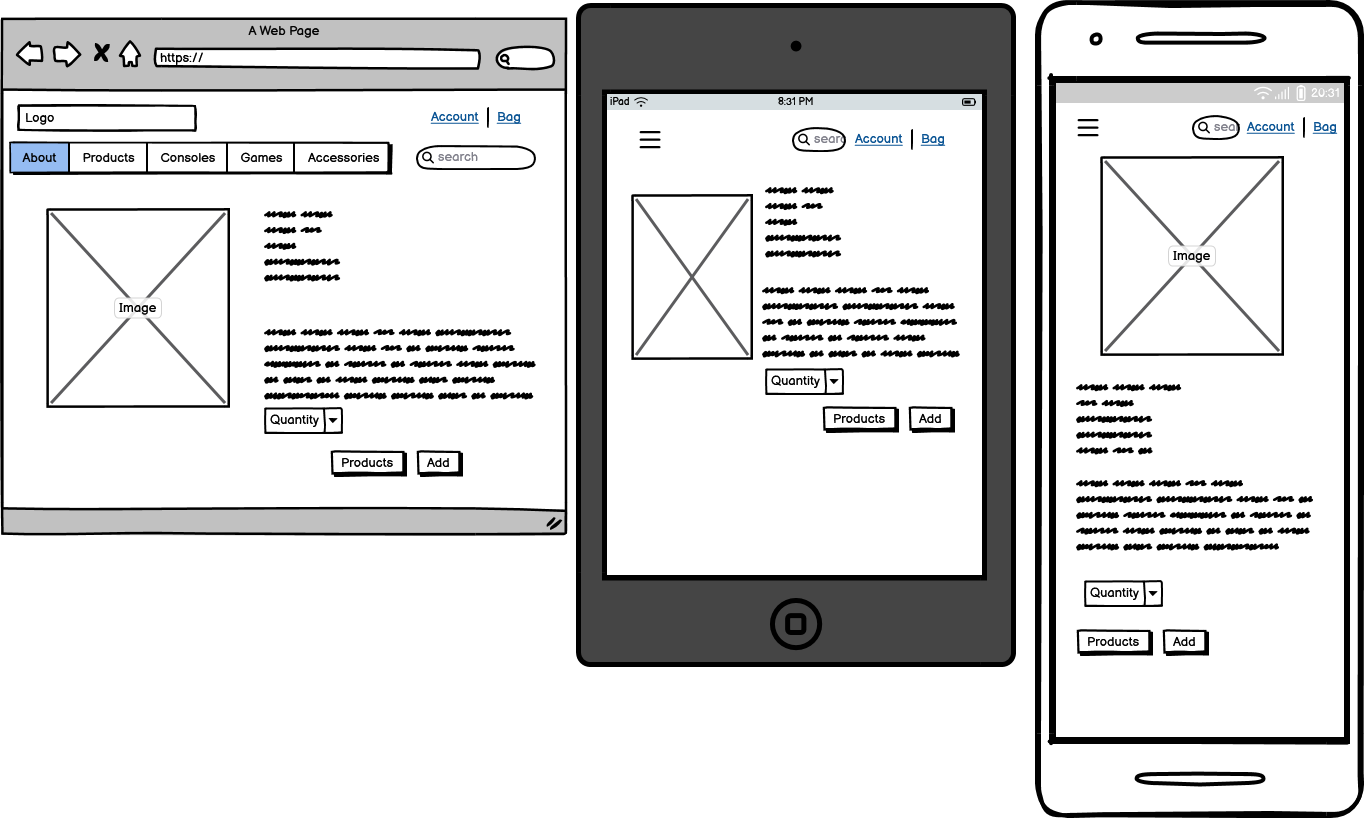 A Web Page
https://
Logo
Account Bag
About Products Consoles Games Accessories
search
Image
Quantity
Products Add
iPad 8:31 PM
searc Account Bag
Quantity
Products Add
20:31
sear Account Bag
Image
Quantity
Products Add